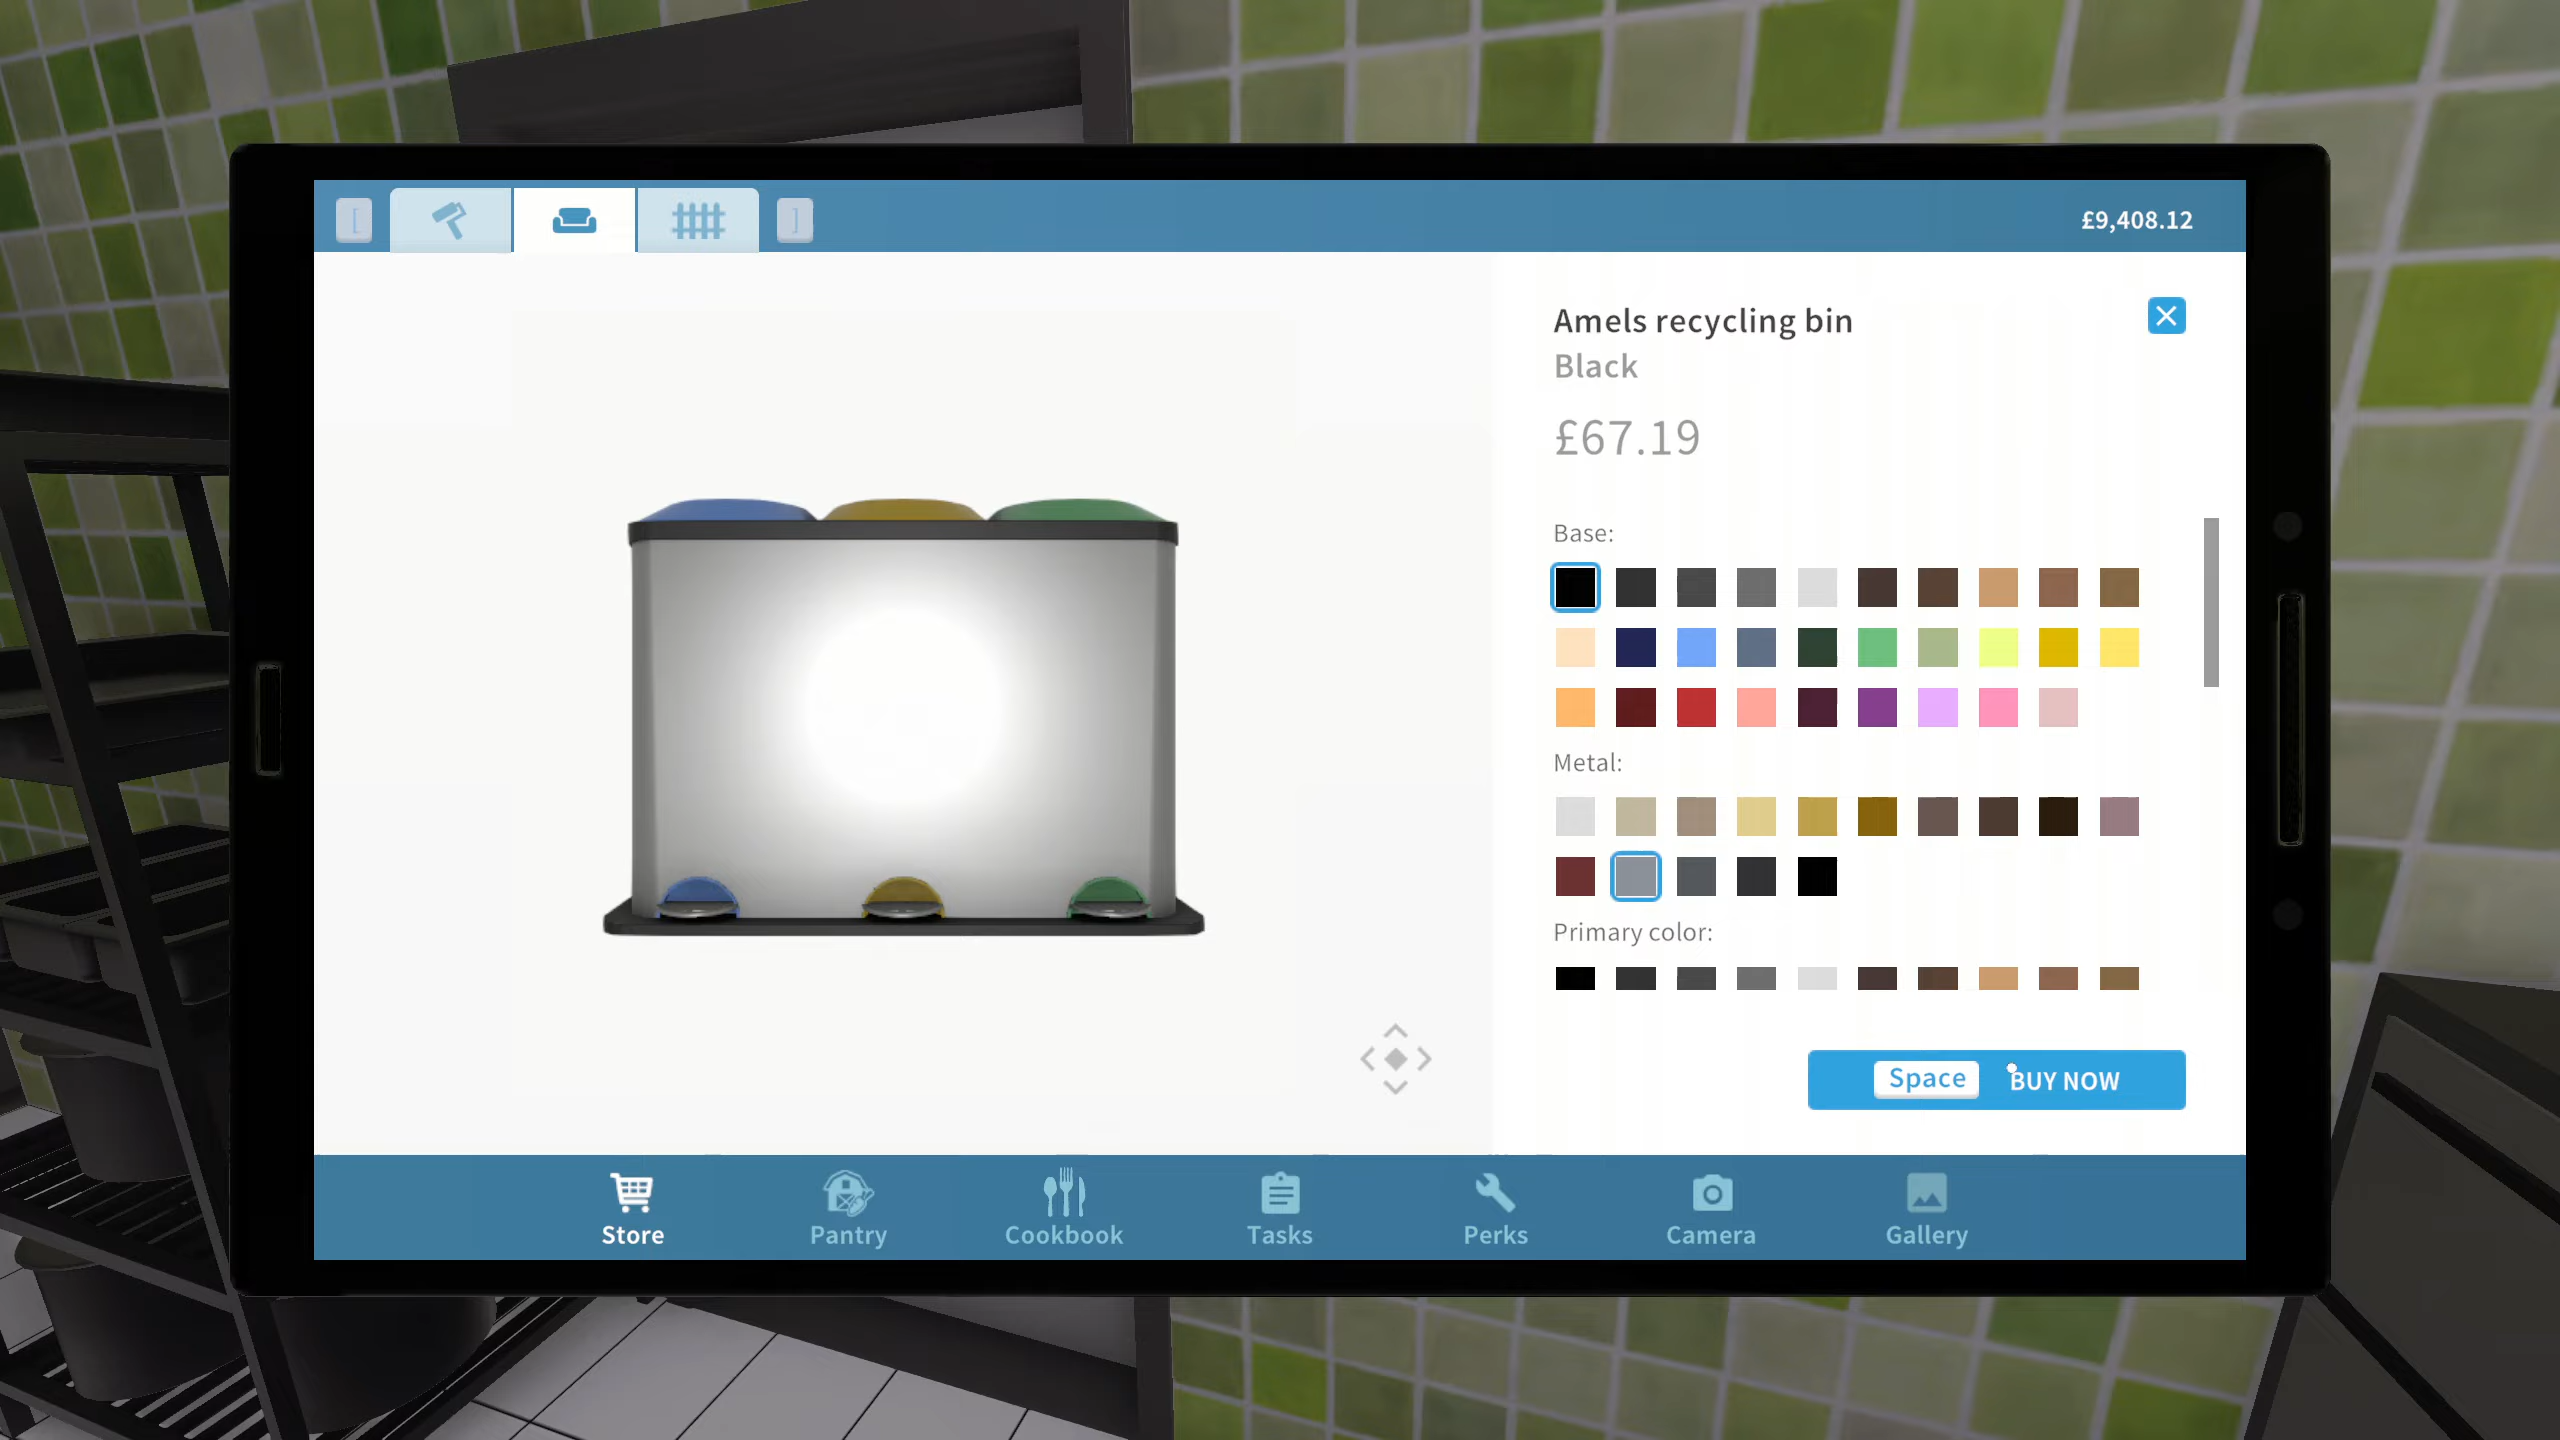 [
]
£9,408.12
Amels recycling bin
Black
£67.19
Base:
Metal:
Primary color:
Space BUY NOW
Store
Pantry
Cookbook
Tasks
Perks
Camera
Gallery